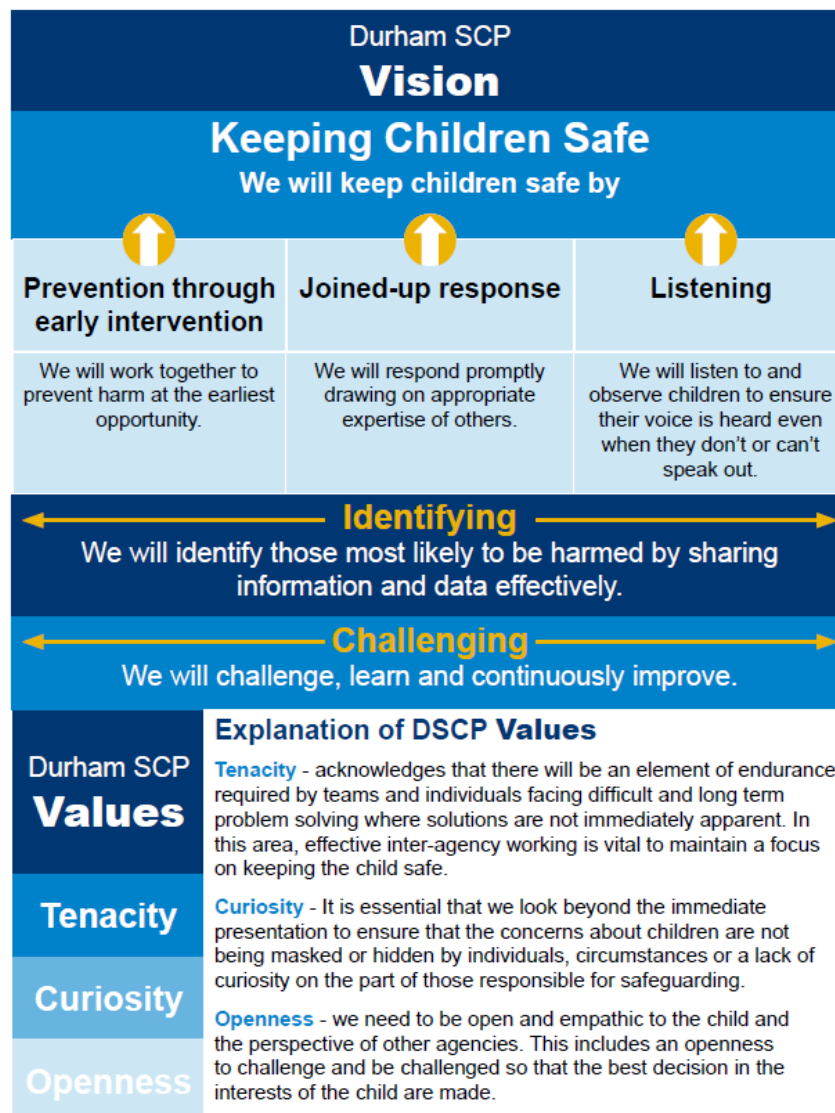 Durham SCP
Vision
Keeping Children Safe
We will keep children safe by
Prevention through
early intervention
We will work together to
prevent harm at the earliest
opportunity.
Joined-up response
We will respond promptly
drawing on appropriate
expertise of others.
Listening
We will listen to and
observe children to ensure
their voice is heard even
when they don’t or can’t
speak out.
Identifying
We will identify those most likely to be harmed by sharing
information and data effectively.
Challenging
We will challenge, learn and continuously improve.
Durham SCP
Values
Tenacity
Curiosity
Openness
Explanation of DSCP Values
Tenacity - acknowledges that there will be an element of endurance
required by teams and individuals facing difficult and long term
problem solving where solutions are not immediately apparent. In
this area, effective inter-agency working is vital to maintain a focus
on keeping the child safe.
Curiosity - It is essential that we look beyond the immediate
presentation to ensure that the concerns about children are not
being masked or hidden by individuals, circumstances or a lack of
curiosity on the part of those responsible for safeguarding.
Openness - we need to be open and empathic to the child and
the perspective of other agencies. This includes an openness
to challenge and be challenged so that the best decision in the
interests of the child are made.